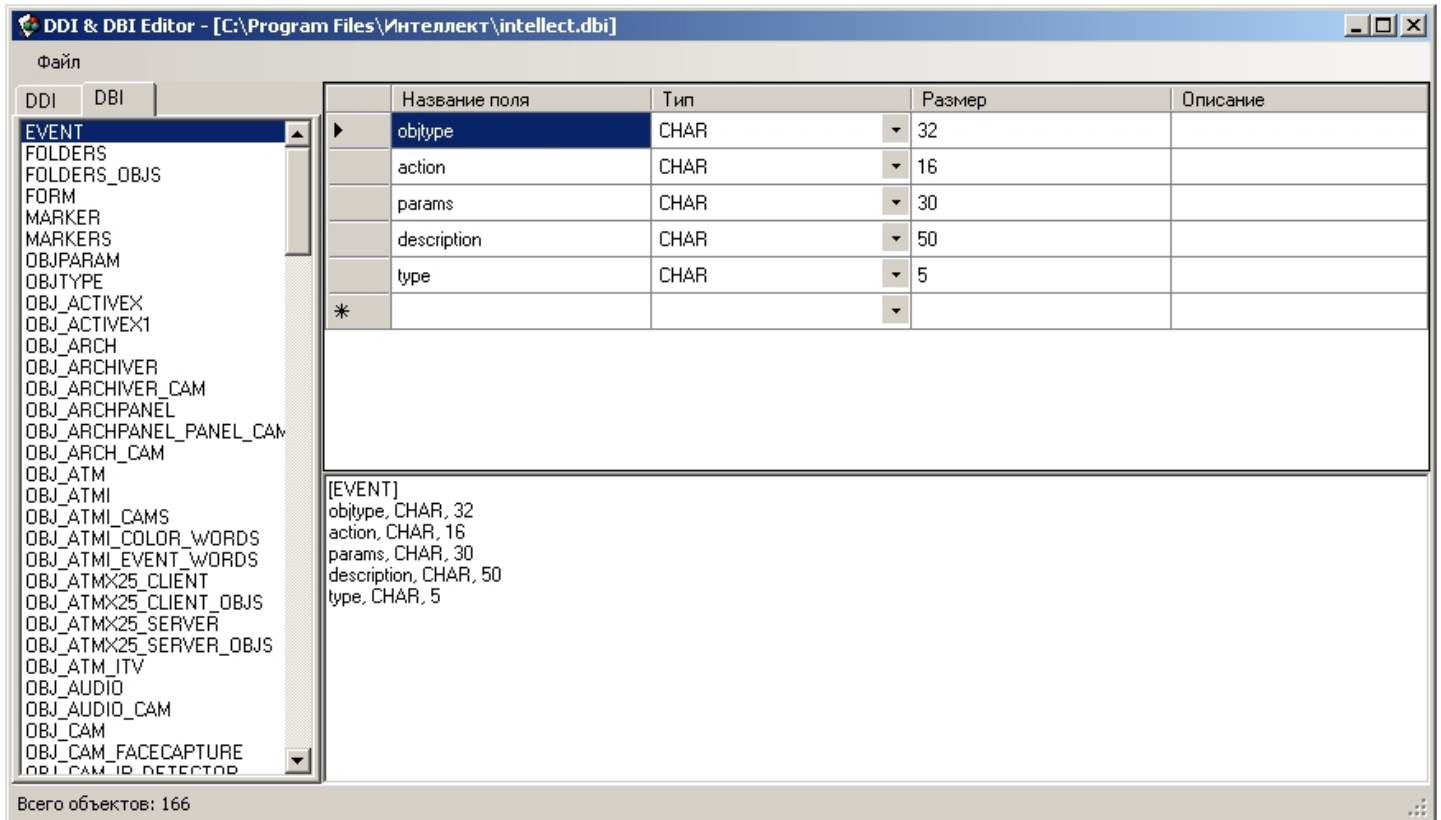 DDI & DBI Editor - [C:\Program Files\Интеллект\intellect.dbi]
Файл
DDI DBI
EVENT
FOLDERS
FOLDERS_OBJS
FORM
MARKER
MARKERS
OBJPARAM
OBJTYPE
OBJ_ACTIVEX
OBJ_ACTIVEX1
OBJ_ARCH
OBJ_ARCHIVER
OBJ_ARCHIVER_CAM
OBJ_ARCHPANEL
OBJ_ARCHPANEL_PANEL_CAM
OBJ_ARCH_CAM
OBJ_ATM
OBJ_ATMI
OBJ_ATMI_CAMS
OBJ_ATMI_COLOR_WORDS
OBJ_ATMI_EVENT_WORDS
OBJ_ATMX25_CLIENT
OBJ_ATMX25_CLIENT_OBJS
OBJ_ATMX25_SERVER
OBJ_ATMX25_SERVER_OBJS
OBJ_ATM_ITV
OBJ_AUDIO
OBJ_AUDIO_CAM
OBJ_CAM
OBJ_CAM_FACECAPTURE
OBJ_CAM_IR_DETECTOR
Название поля Тип Размер Описание
objtype CHAR 32
action CHAR 16
params CHAR 30
description CHAR 50
type CHAR 5
[EVENT]
objtype, CHAR, 32
action, CHAR, 16
params, CHAR, 30
description, CHAR, 50
type, CHAR, 5
Всего объектов: 166